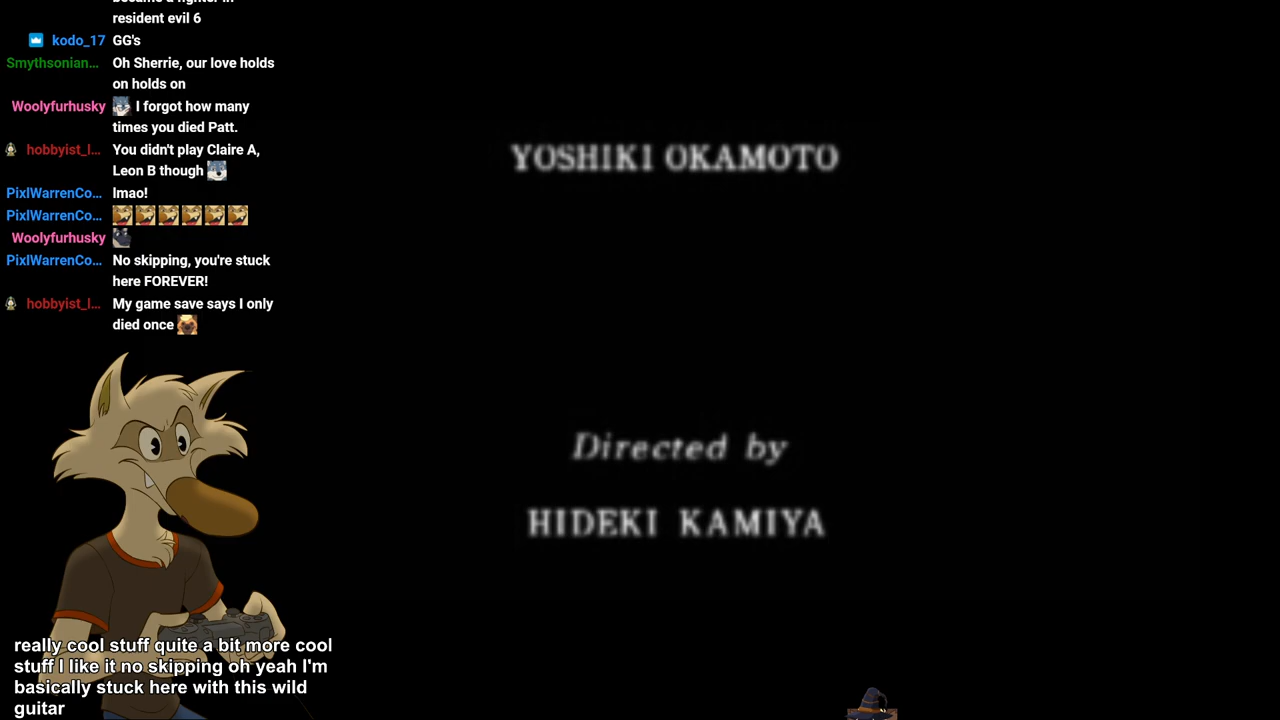 resident evil 6
kodo_17 GG's
Smythsonian... Oh Sherrie, our love holds
on holds on
Woolyfurhusky I forgot how many
times you died Patt.
hobbyist_l... You didn't play Claire A,
Leon B though
PixlWarrenCo... lmao!
PixlWarrenCo...
Woolyfurhusky
PixlWarrenCo... No skipping, you're stuck
here FOREVER!
hobbyist_l... My game save says I only
died once
YOSHIKI OKAMOTO
Directed by
HIDEKI KAMIYA
really cool stuff quite a bit more cool
stuff I like it no skipping oh yeah I'm
basically stuck here with this wild
guitar